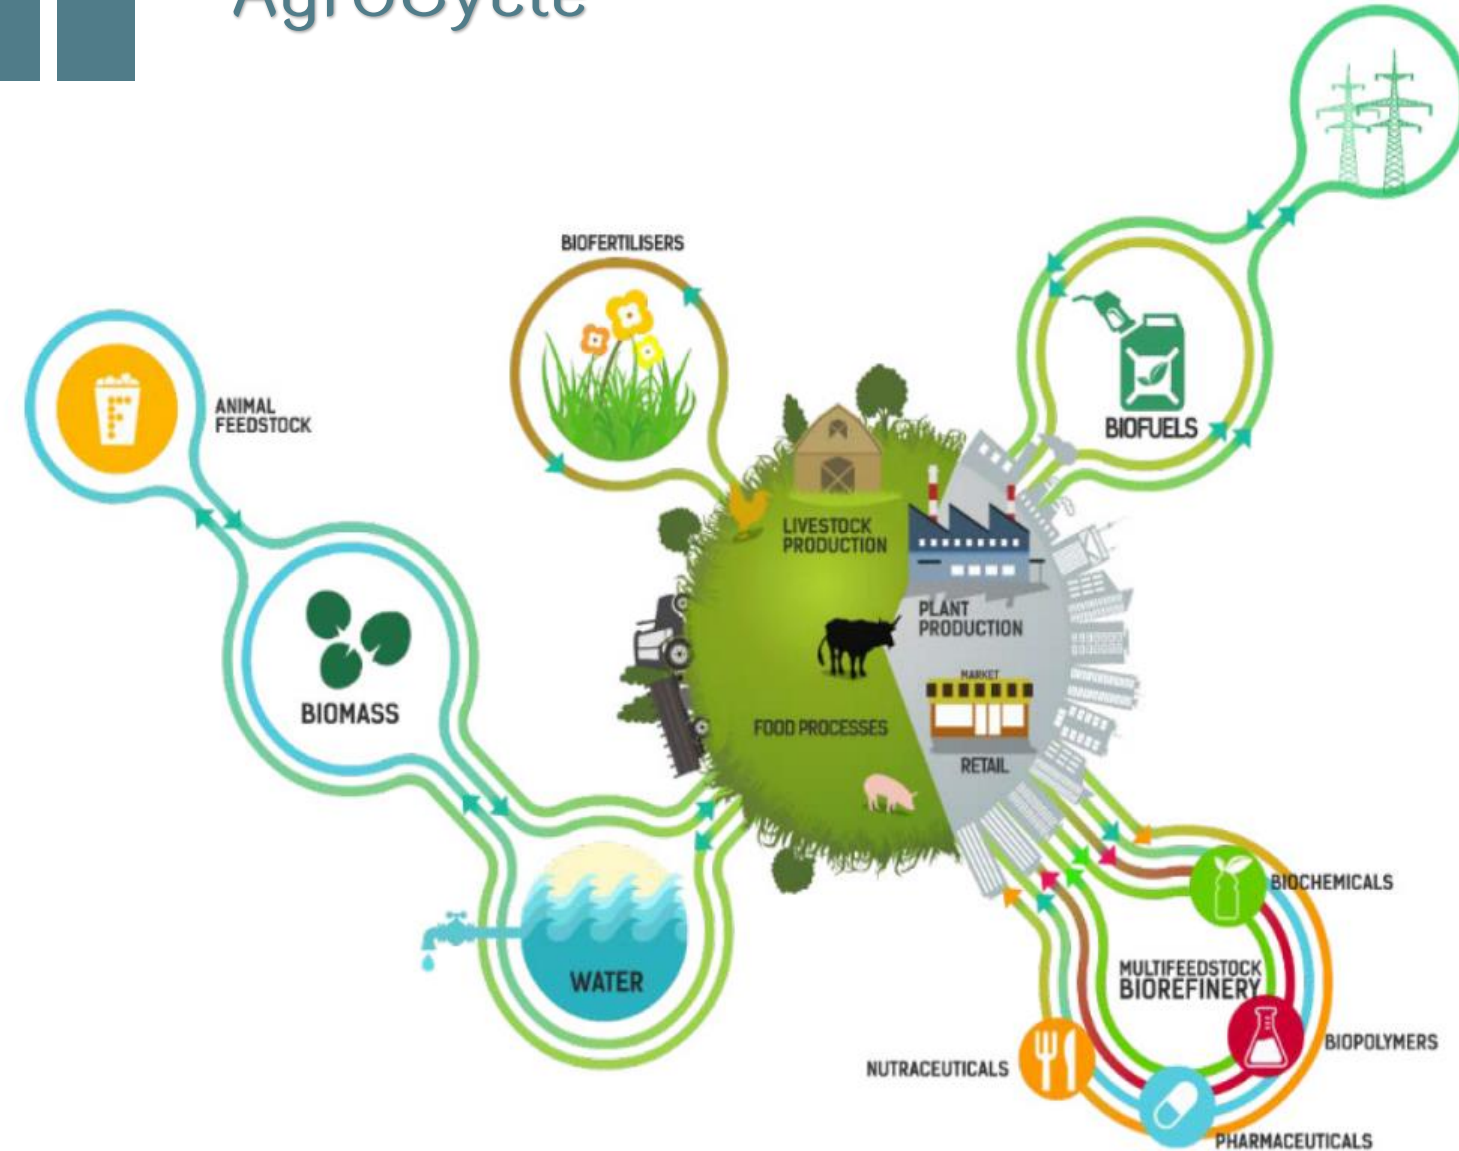 AgroCycle
BIOFERTILISERS
ANIMAL
FEEDSTOCK
BIOFUELS
LIVESTOCK
PRODUCTION
PLANT
PRODUCTION
MARKET
BIOMASS
FOOD PROCESSES
RETAIL
BIOCHEMICALS
WATER
MULTIFEEDSTOCK
BIOREFINERY
BIOPOLYMERS
NUTRACEUTICALS
PHARMACEUTICALS